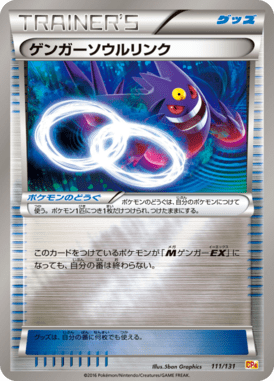 TRAINER'S
グッズ
ゲンガーソウルリンク
ポケモンのどうぐ
ポケモンのどうぐは、自分のポケモンにつけて
使う。ポケモン1匹につき1枚だけつけられ、つけたままにする。
このカードをつけているポケモンが「MゲンガーEX」に
なっても、自分の番は終わらない。
グッズは、自分の番に何枚でも使える。
Illus.5ban Graphics
CP4
111/131
©2016 Pokémon/Nintendo/Creatures/GAME FREAK.